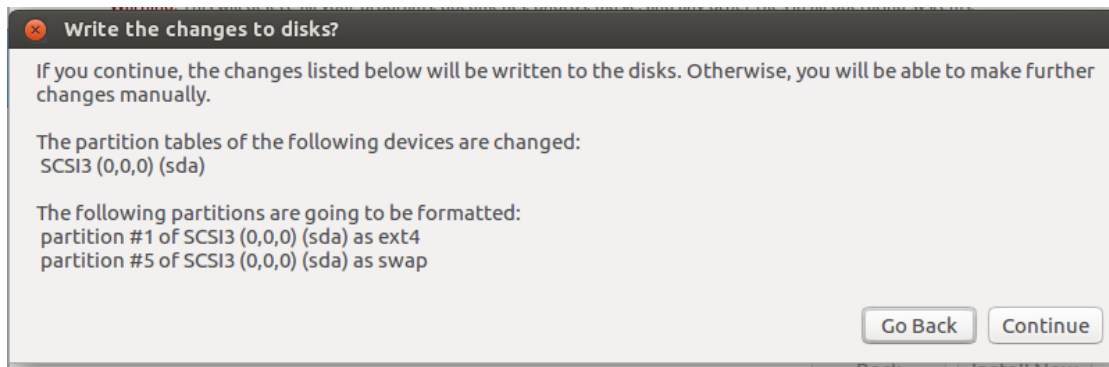 Write the changes to disks?
If you continue, the changes listed below will be written to the disks. Otherwise, you will be able to make further
changes manually.
The partition tables of the following devices are changed:
SCSI3 (0,0,0) (sda)
The following partitions are going to be formatted:
partition #1 of SCSI3 (0,0,0) (sda) as ext4
partition #5 of SCSI3 (0,0,0) (sda) as swap
Go Back
Continue